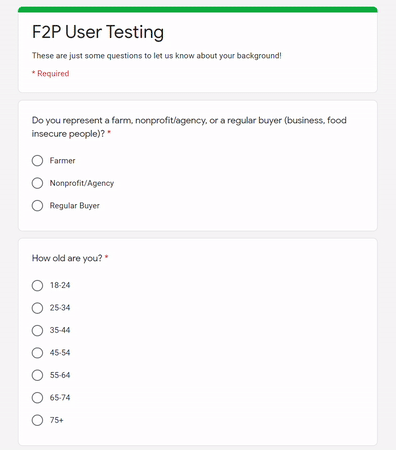 F2P User Testing
These are just some questions to let us know about your background!
* Required
Do you represent a farm, nonprofit/agency, or a regular buyer (business, food
insecure people)? *
Farmer
Nonprofit/Agency
Regular Buyer
How old are you? *
18-24
25-34
35-44
45-54
55-64
65-74
75+